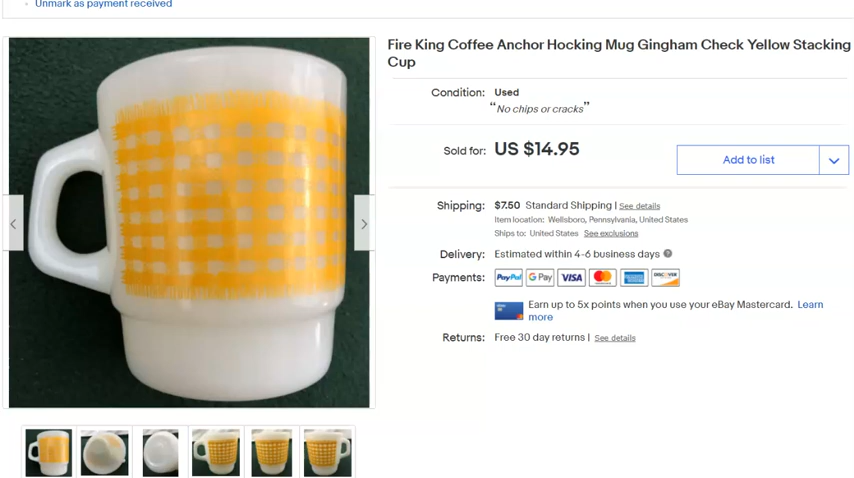 Unmark as payment received
Fire King Coffee Anchor Hocking Mug Gingham Check Yellow Stacking
Cup
Condition: Used
“No chips or cracks”
Sold for: US $14.95
Add to list
Shipping: $7.50 Standard Shipping | See details
Item location: Wellsboro, Pennsylvania, United States
Ships to: United States See exclusions
Delivery: Estimated within 4-6 business days
Payments: PayPal G Pay VISA MasterCard AMERICAN EXPRESS DISCOVER
Earn up to 5x points when you use your eBay Mastercard. Learn
more
Returns: Free 30 day returns | See details